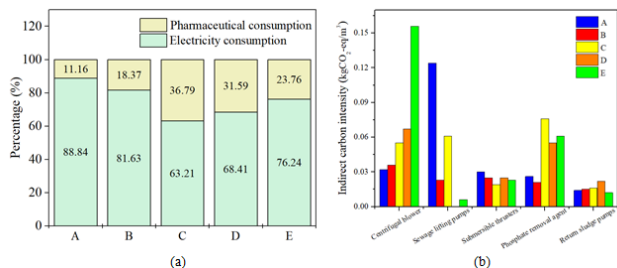 Pharmaceutical consumption
Electricity consumption
Percentage (%)
100
80
60
40
20
0
11.16
18.37
36.79
31.59
23.76
88.84
81.63
63.21
68.41
76.24
A B C D E
(a)
Indirect carbon intensity (kgCO₂-eq/m³)
0.15
0.12
0.09
0.06
0.03
0.00
A
B
C
D
E
Centrifugal blower
Sewage lifting pumps
Submersible thrusters
Phosphate removal agent
Return sludge pumps
(b)